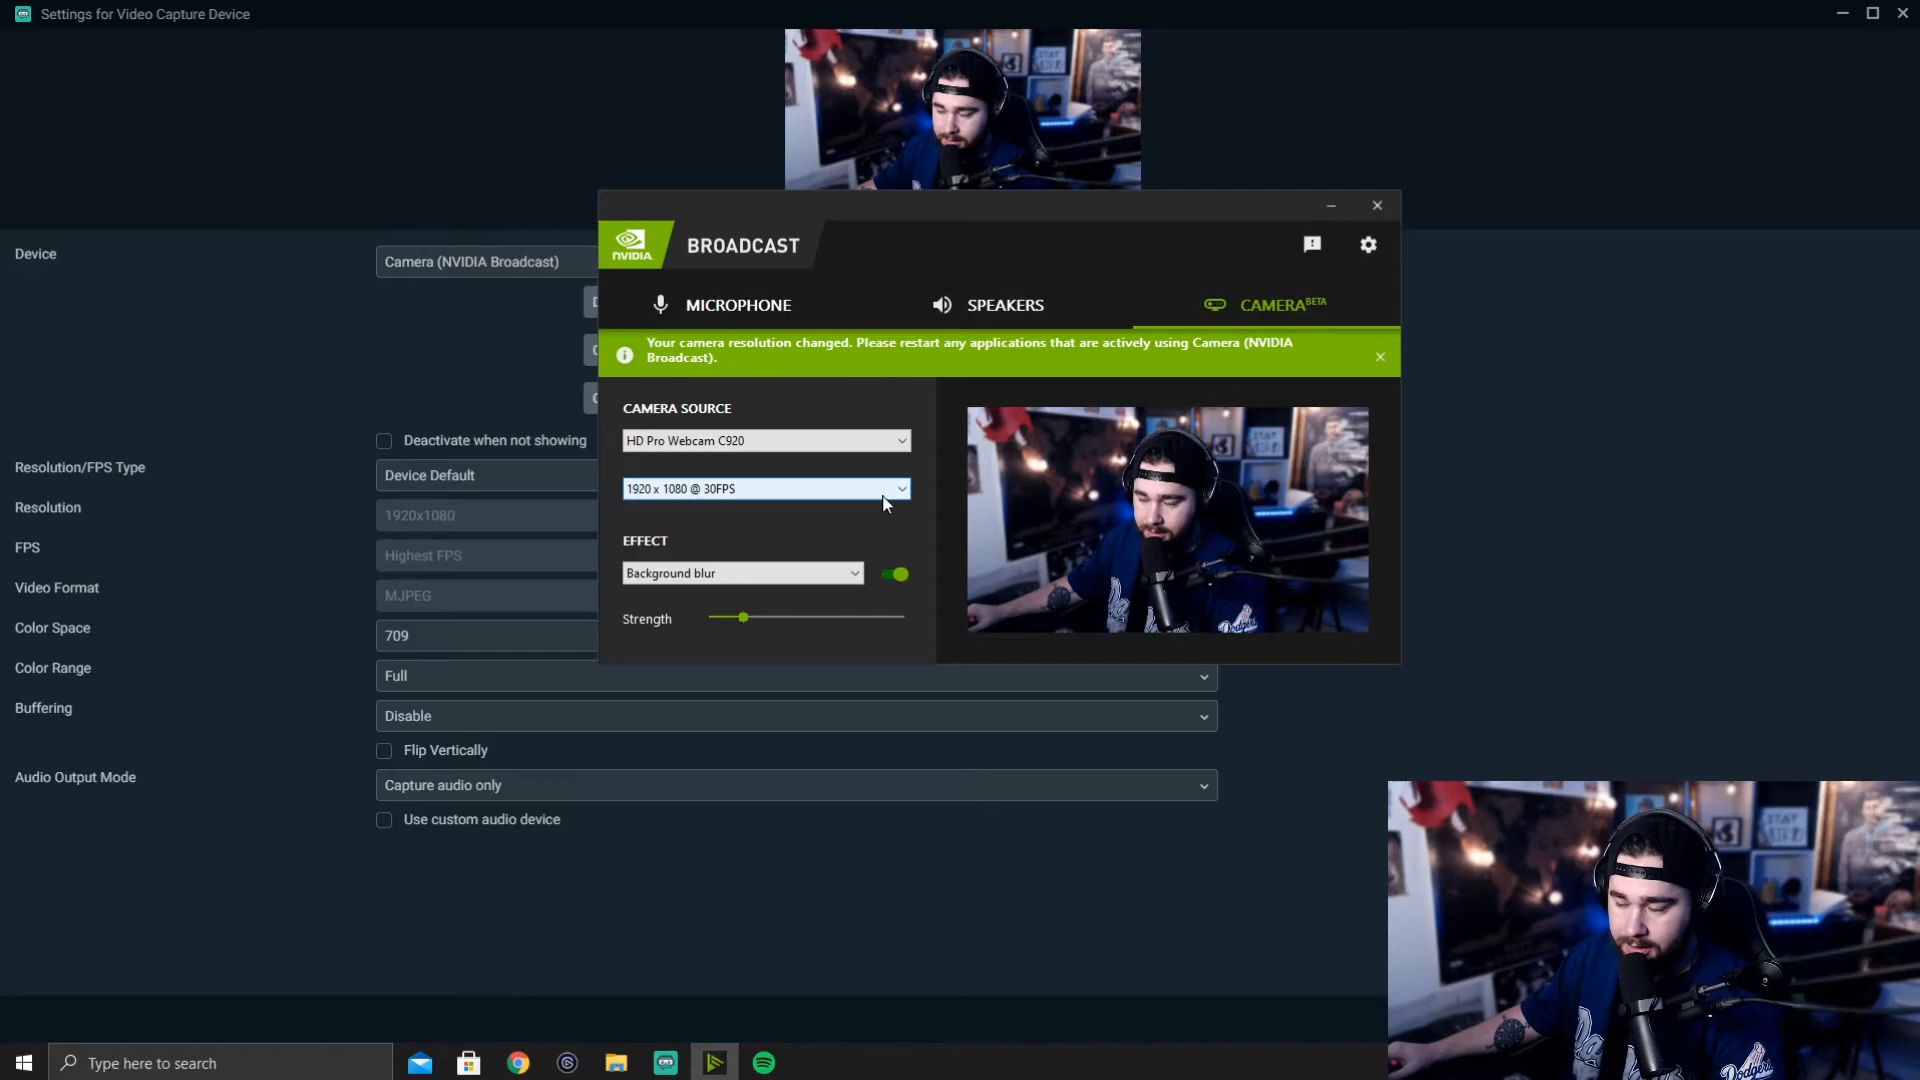 Settings for Video Capture Device
Device
Camera (NVIDIA Broadcast)
Deactivate when not showing
Resolution/FPS Type
Device Default
Resolution
1920x1080
FPS
Highest FPS
Video Format
MJPEG
Color Space
709
Color Range
Full
Buffering
Disable
Flip Vertically
Audio Output Mode
Capture audio only
Use custom audio device
NVIDIA
BROADCAST
MICROPHONE
SPEAKERS
CAMERA BETA
Your camera resolution changed. Please restart any applications that are actively using Camera (NVIDIA
Broadcast).
CAMERA SOURCE
HD Pro Webcam C920
1920 x 1080 @ 30FPS
EFFECT
Background blur
Strength
Dodgers
STAY
Dodgers
Type here to search